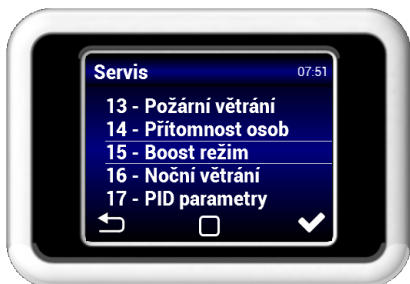 Servis 07:51
13 - Požární větrání
14 - Přítomnost osob
15 - Boost režim
16 - Noční větrání
17 - PID parametry